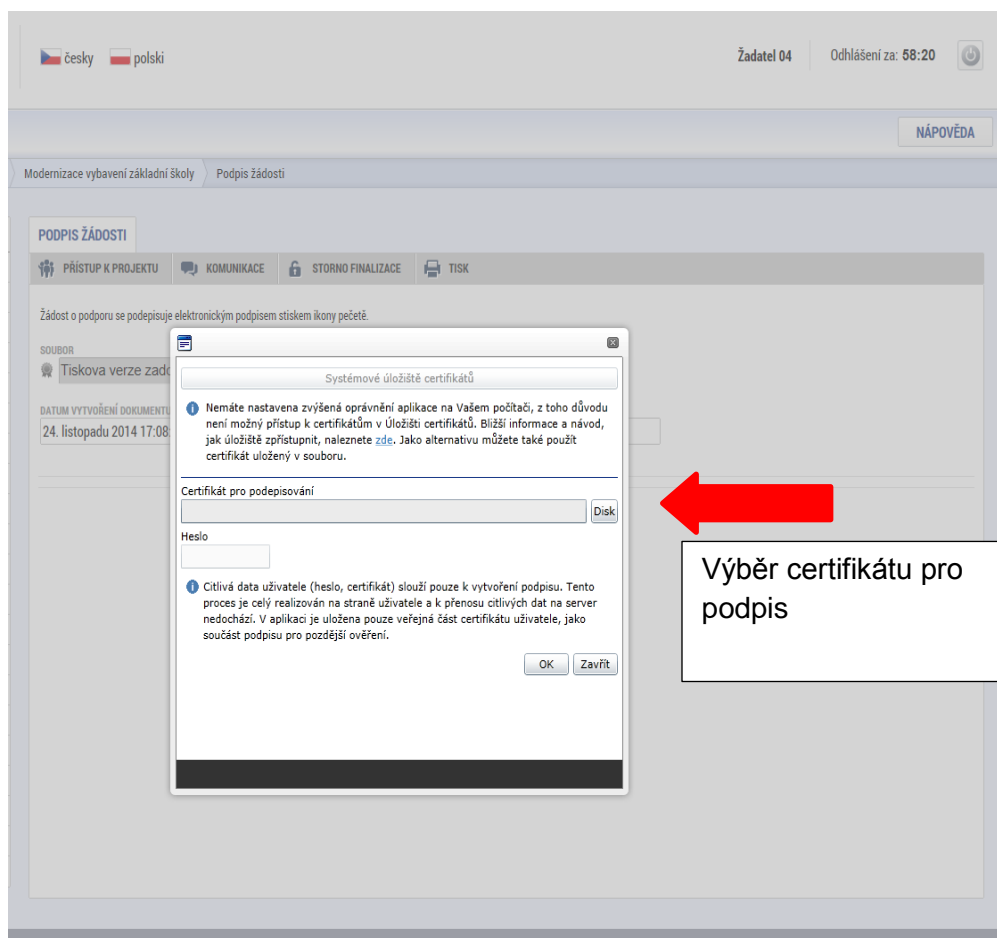 česky polski
Žadatel 04 Odhlášení za: 58:20
NÁPOVĚDA
Modernizace vybavení základní školy Podpis žádosti
PODPIS ŽÁDOSTI
PŘÍSTUP K PROJEKTU KOMUNIKACE STORNO FINALIZACE TISK
Žádost o podporu se podepisuje elektronickým podpisem stiskem ikony pečetě.
SOUBOR
Tiskova verze zado
DATUM VYTVOŘENÍ DOKUMENTU
24. listopadu 2014 17:08:
Systémové úložiště certifikátů
Nemáte nastavena zvýšená oprávnění aplikace na Vašem počítači, z toho důvodu
není možný přístup k certifikátům v Úložišti certifikátů. Bližší informace a návod,
jak úložiště zpřístupnit, naleznete zde. Jako alternativu můžete také použít
certifikát uložený v souboru.
Certifikát pro podepisování
Disk
Heslo
Citlivá data uživatele (heslo, certifikát) slouží pouze k vytvoření podpisu. Tento
proces je celý realizován na straně uživatele a k přenosu citlivých dat na server
nedochází. V aplikaci je uložena pouze veřejná část certifikátu uživatele, jako
součást podpisu pro pozdější ověření.
OK Zavřít
Výběr certifikátu pro
podpis